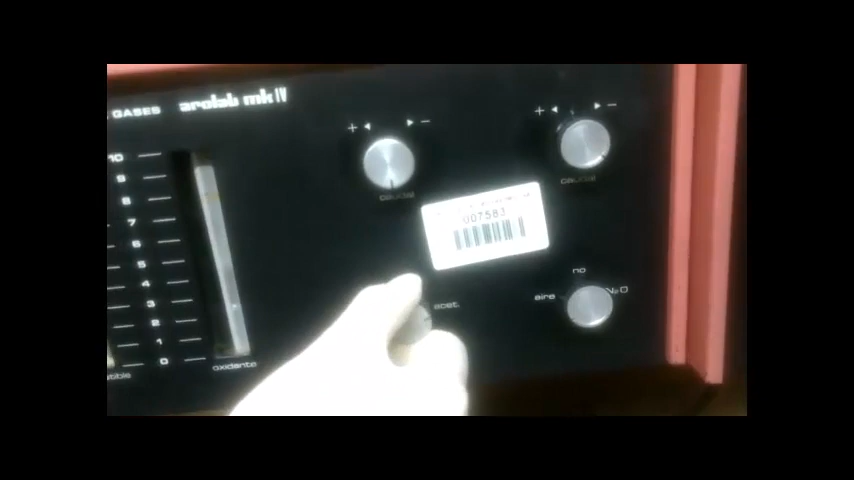 GASES arolab mk IV
+ ◄ ► −
+ ◄ ► −
caudal
caudal
007583
10
9
8
7
6
5
4
3
2
1
0
acet.
no
aire
N₂O
oxidante